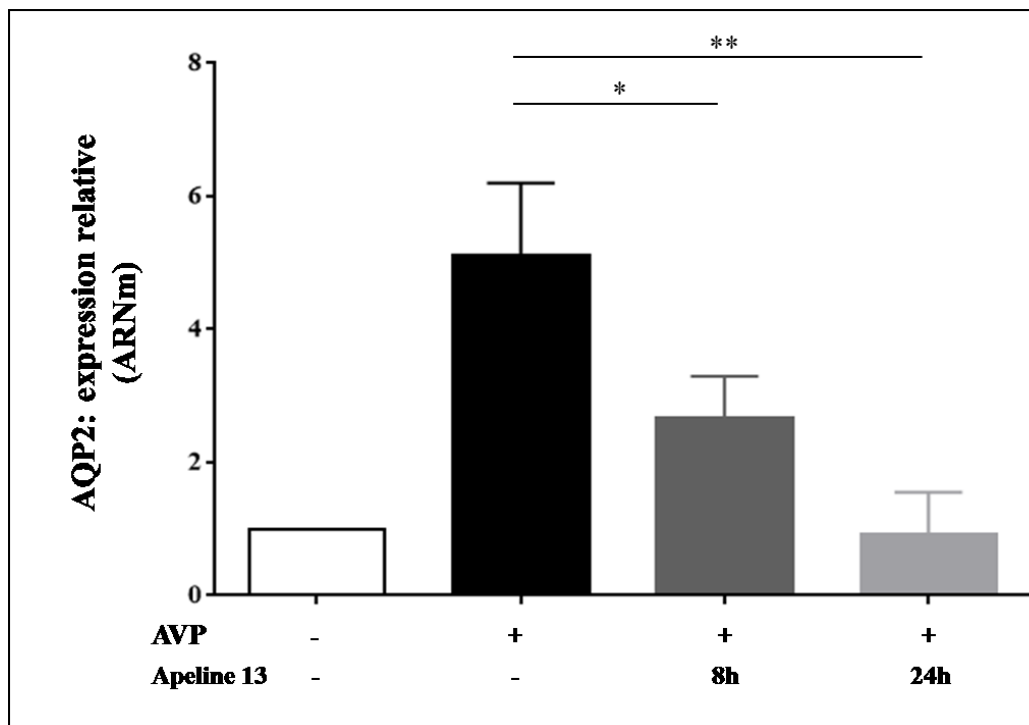 **
*
8
6
4
2
0
AQP2:: expression relative
(ARNm)
AVP - + + +
Apeline 13 - - 8h 24h